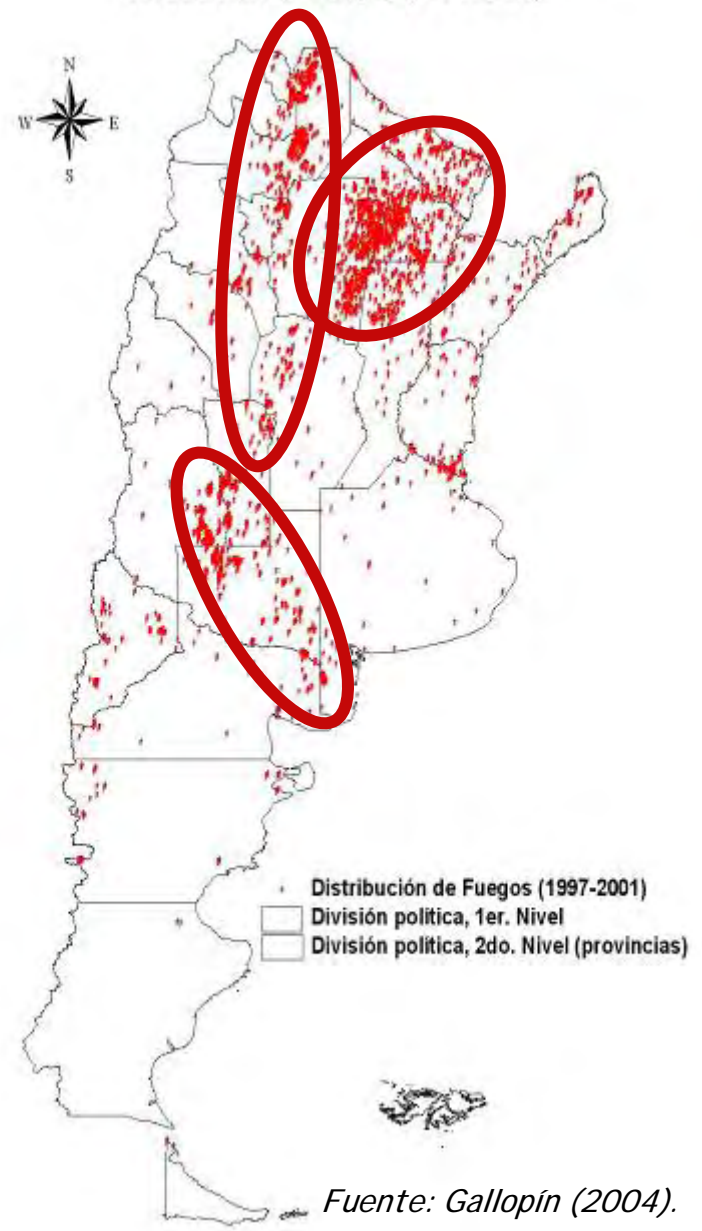 N
W E
S
Distribución de Fuegos (1997-2001)
División política, 1er. Nivel
División política, 2do. Nivel (provincias)
Fuente: Gallopín (2004).